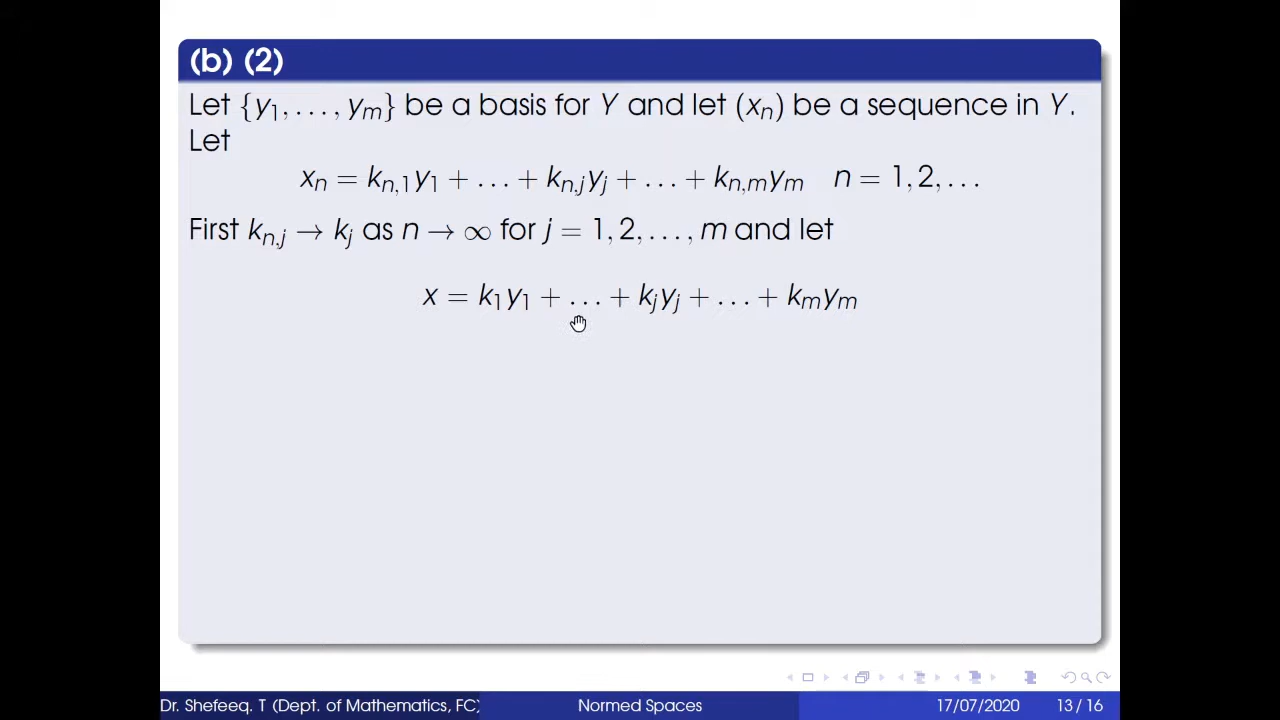 (b) (2)
Let {y₁, . . . , yₘ} be a basis for Y and let (xₙ) be a sequence in Y.
Let
xₙ = kₙ,₁y₁ + . . . + kₙ,ⱼyⱼ + . . . + kₙ,ₘyₘ n = 1, 2, . . .
First kₙ,ⱼ → kⱼ as n → ∞ for j = 1, 2, . . . , m and let
x = k₁y₁ + . . . + kⱼyⱼ + . . . + kₘyₘ
Dr. Shefeeq. T (Dept. of Mathematics, FC) Normed Spaces 17/07/2020 13 / 16